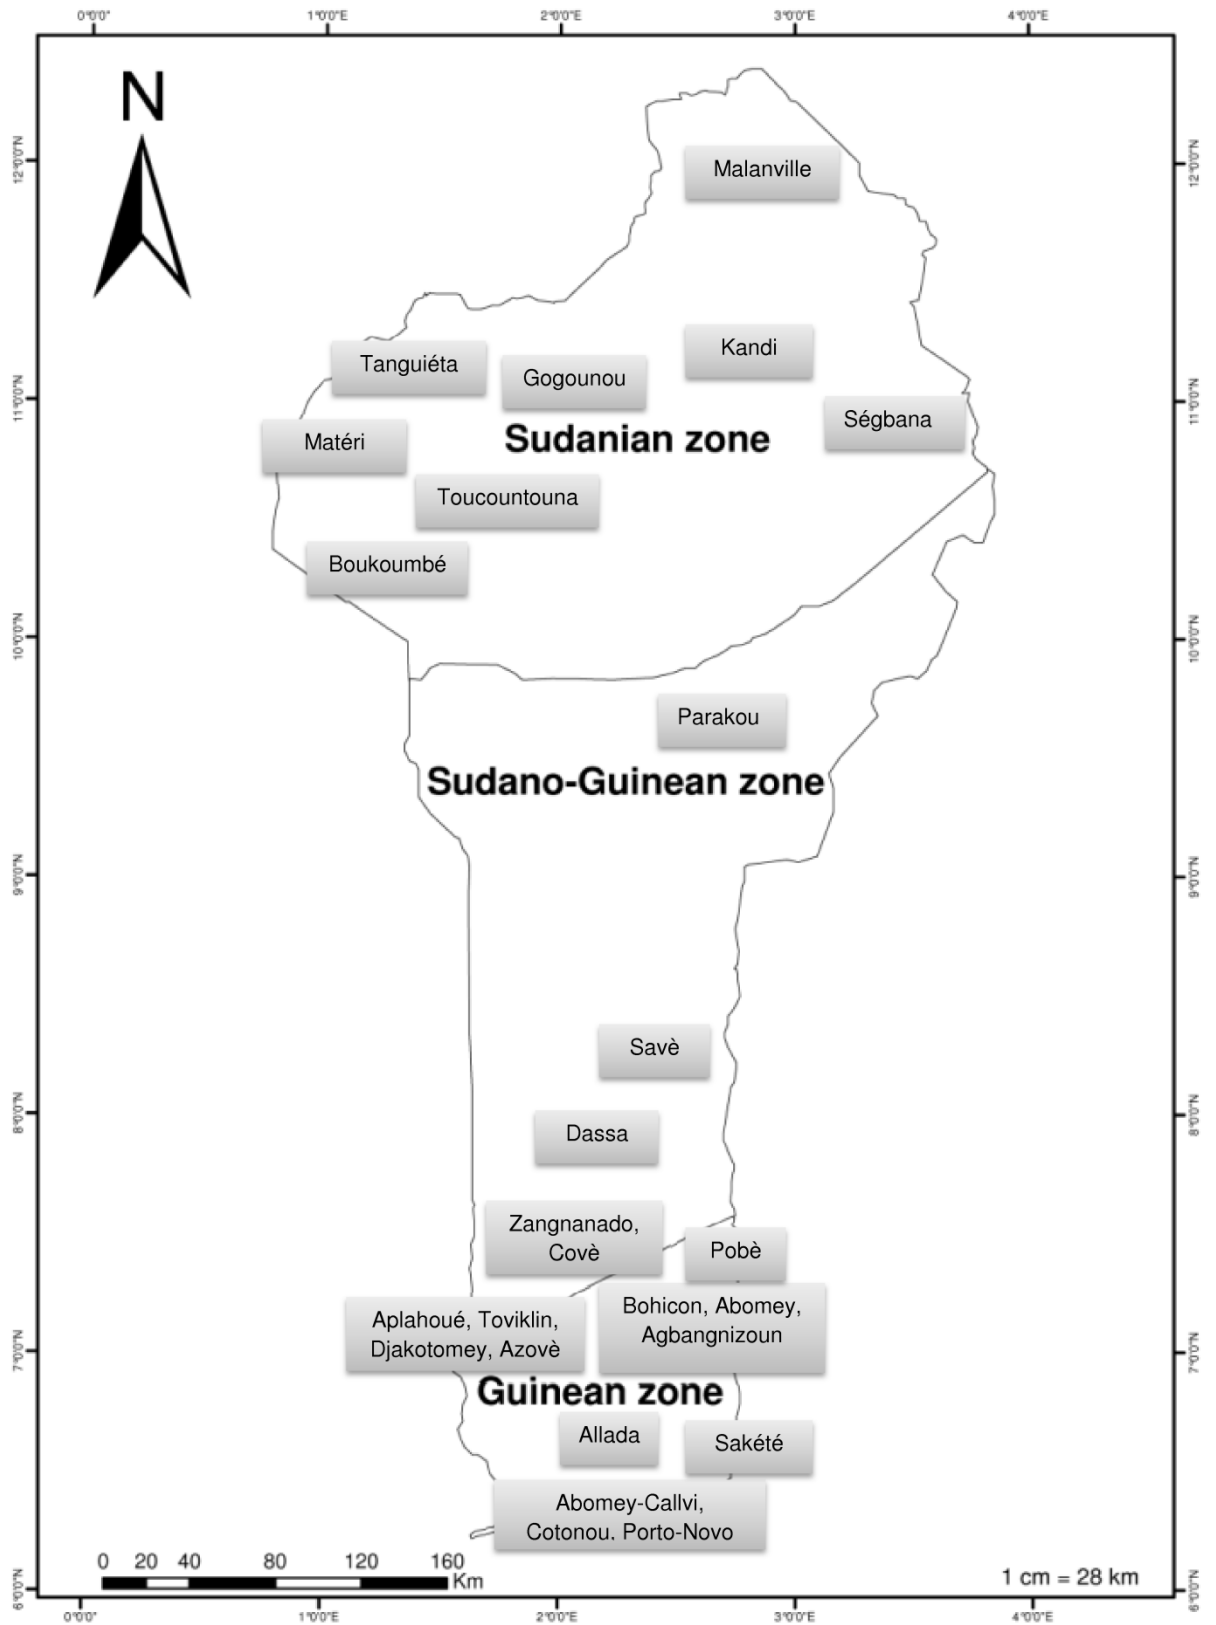 0°0'0" 1°0'0"E 2°0'0"E 3°0'0"E 4°0'0"E
N
12°0'0"N 12°0'0"N
Malanville
Kandi
Tanguiéta
Gogounou
11°0'0"N 11°0'0"N
Ségbana
Matéri
Sudanian zone
Toucountouna
Boukoumbé
10°0'0"N 10°0'0"N
Parakou
Sudano-Guinean zone
9°0'0"N 9°0'0"N
Savè
8°0'0"N 8°0'0"N
Dassa
Zangnanado,
Covè
Pobè
Bohicon, Abomey,
Agbangnizoun
Aplahoué, Toviklin,
Djakotomey, Azovè
7°0'0"N 7°0'0"N
Guinean zone
Allada
Sakété
Abomey-Callvi,
Cotonou. Porto-Novo
0 20 40 80 120 160
Km
1 cm = 28 km
6°0'0"N 6°0'0"N
0°0'0" 1°0'0"E 2°0'0"E 3°0'0"E 4°0'0"E